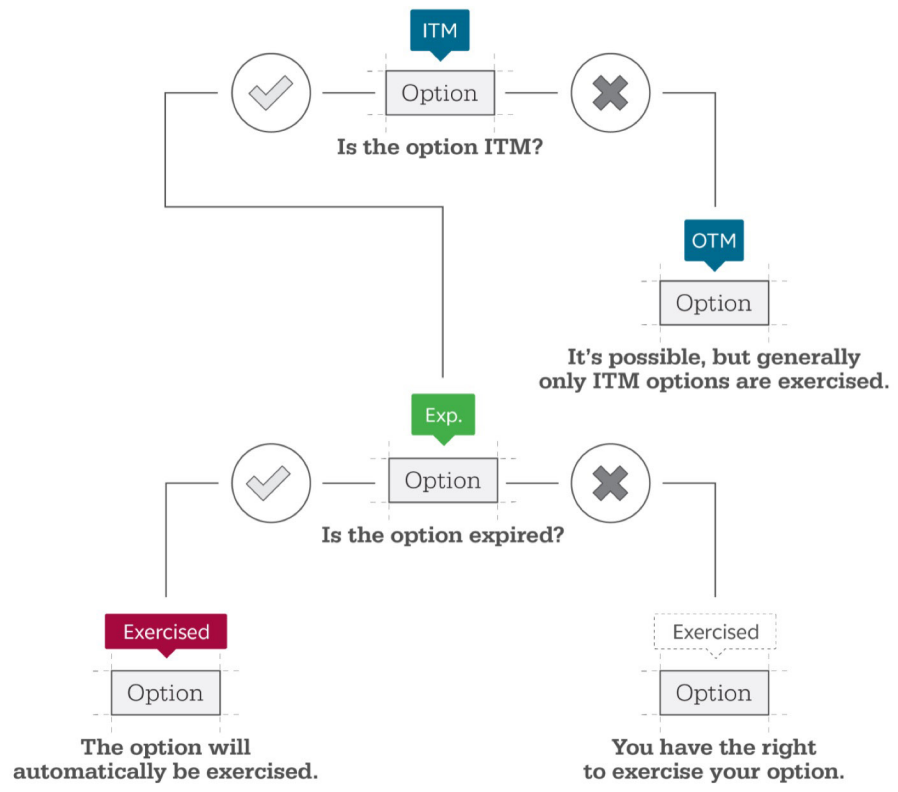 ITM
Option
Is the option ITM?
OTM
Option
It’s possible, but generally
only ITM options are exercised.
Exp.
Option
Is the option expired?
Exercised
Option
The option will
automatically be exercised.
Exercised
Option
You have the right
to exercise your option.